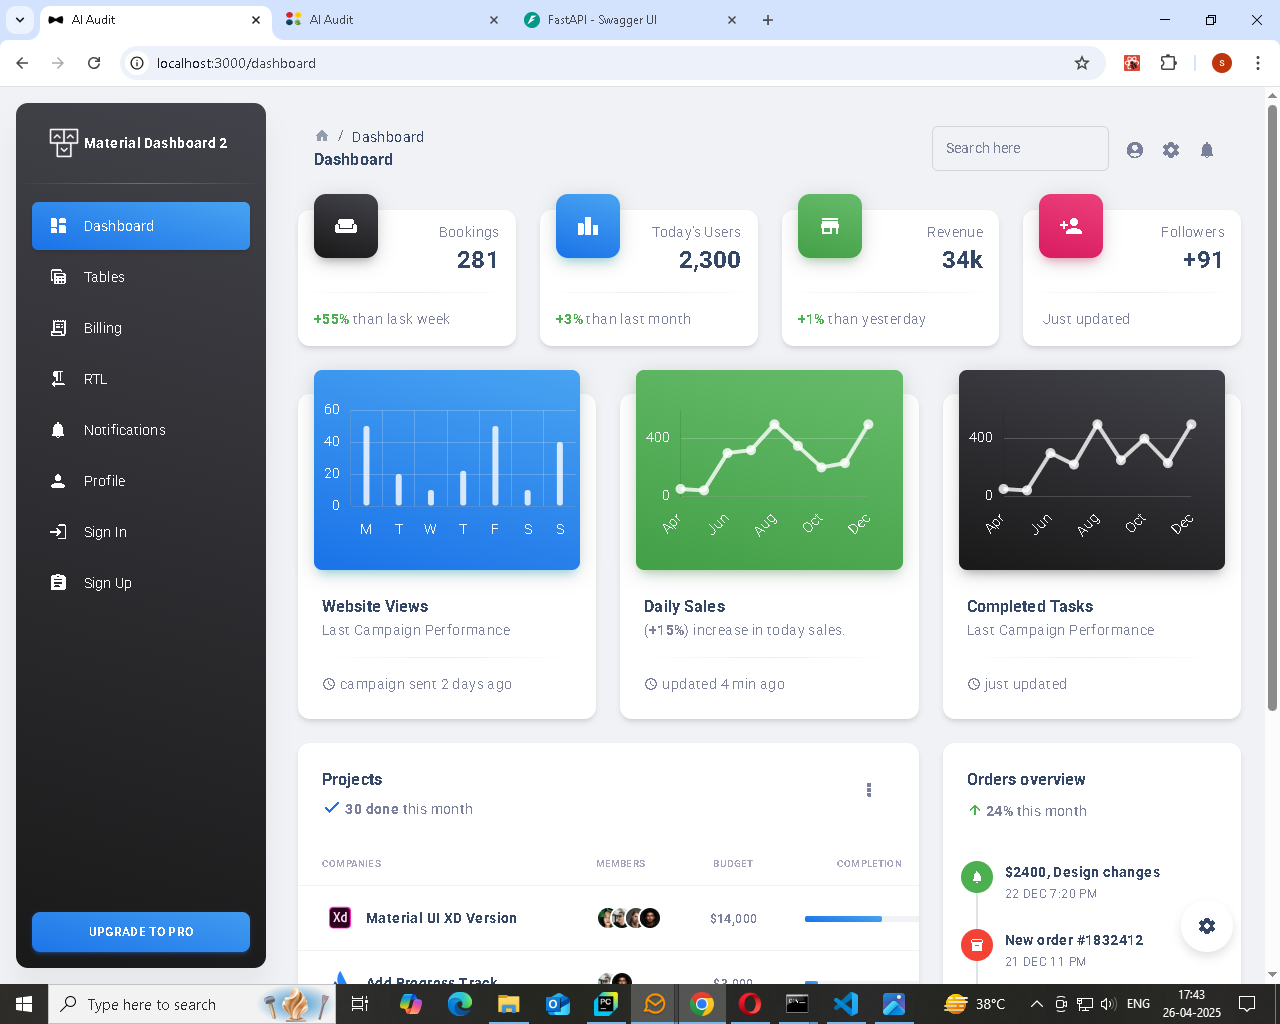 AI Audit
AI Audit
FastAPI - Swagger UI
localhost:3000/dashboard
S
Material Dashboard 2
Dashboard
Tables
Billing
RTL
Notifications
Profile
Sign In
Sign Up
UPGRADE TO PRO
/ Dashboard
Dashboard
Search here
Bookings
281
+55% than lask week
Today's Users
2,300
+3% than last month
Revenue
34k
+1% than yesterday
Followers
+91
Just updated
60
40
20
0
M T W T F S S
Website Views
Last Campaign Performance
campaign sent 2 days ago
400
0
Apr Jun Aug Oct Dec
Daily Sales
(+15%) increase in today sales.
updated 4 min ago
400
0
Apr Jun Aug Oct Dec
Completed Tasks
Last Campaign Performance
just updated
Projects
30 done this month
COMPANIES MEMBERS BUDGET COMPLETION
Xd Material UI XD Version $14,000
Add Progress Track $3,000
Orders overview
24% this month
$2400, Design changes
22 DEC 7:20 PM
New order #1832412
21 DEC 11 PM
Type here to search
PC
38°C
ENG
17:43
26-04-2025